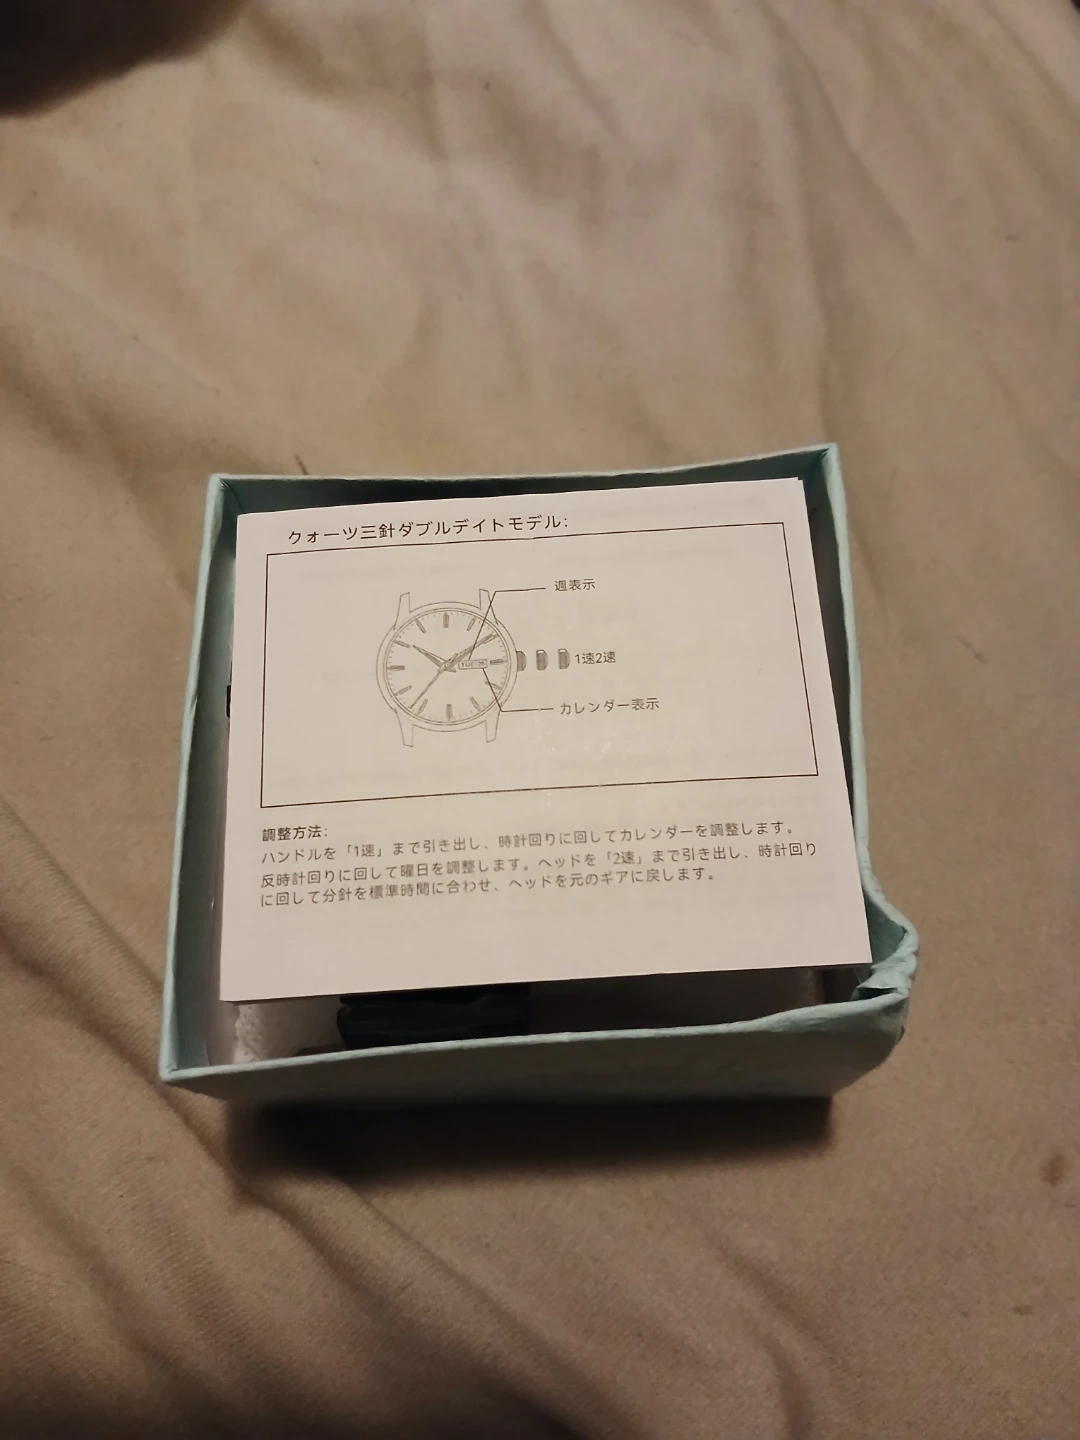 クォーツ三針ダブルデイトモデル:
週表示
1速2速
カレンダー表示
調整方法:
ハンドルを「1速」まで引き出し、時計回りに回してカレンダーを調整します。
反時計回りに回して曜日を調整します。ヘッドを「2速」まで引き出し、時計回り
に回して分針を標準時間に合わせ、ヘッドを元のギアに戻します。